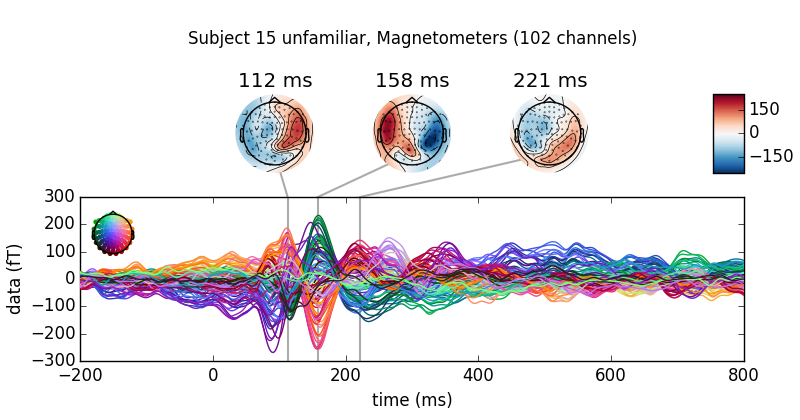 Subject 15 unfamiliar, Magnetometers (102 channels)
112 ms 158 ms 221 ms
150
0
−150
300
200
100
0
−100
−200
−300
data (fT)
−200 0 200 400 600 800
time (ms)